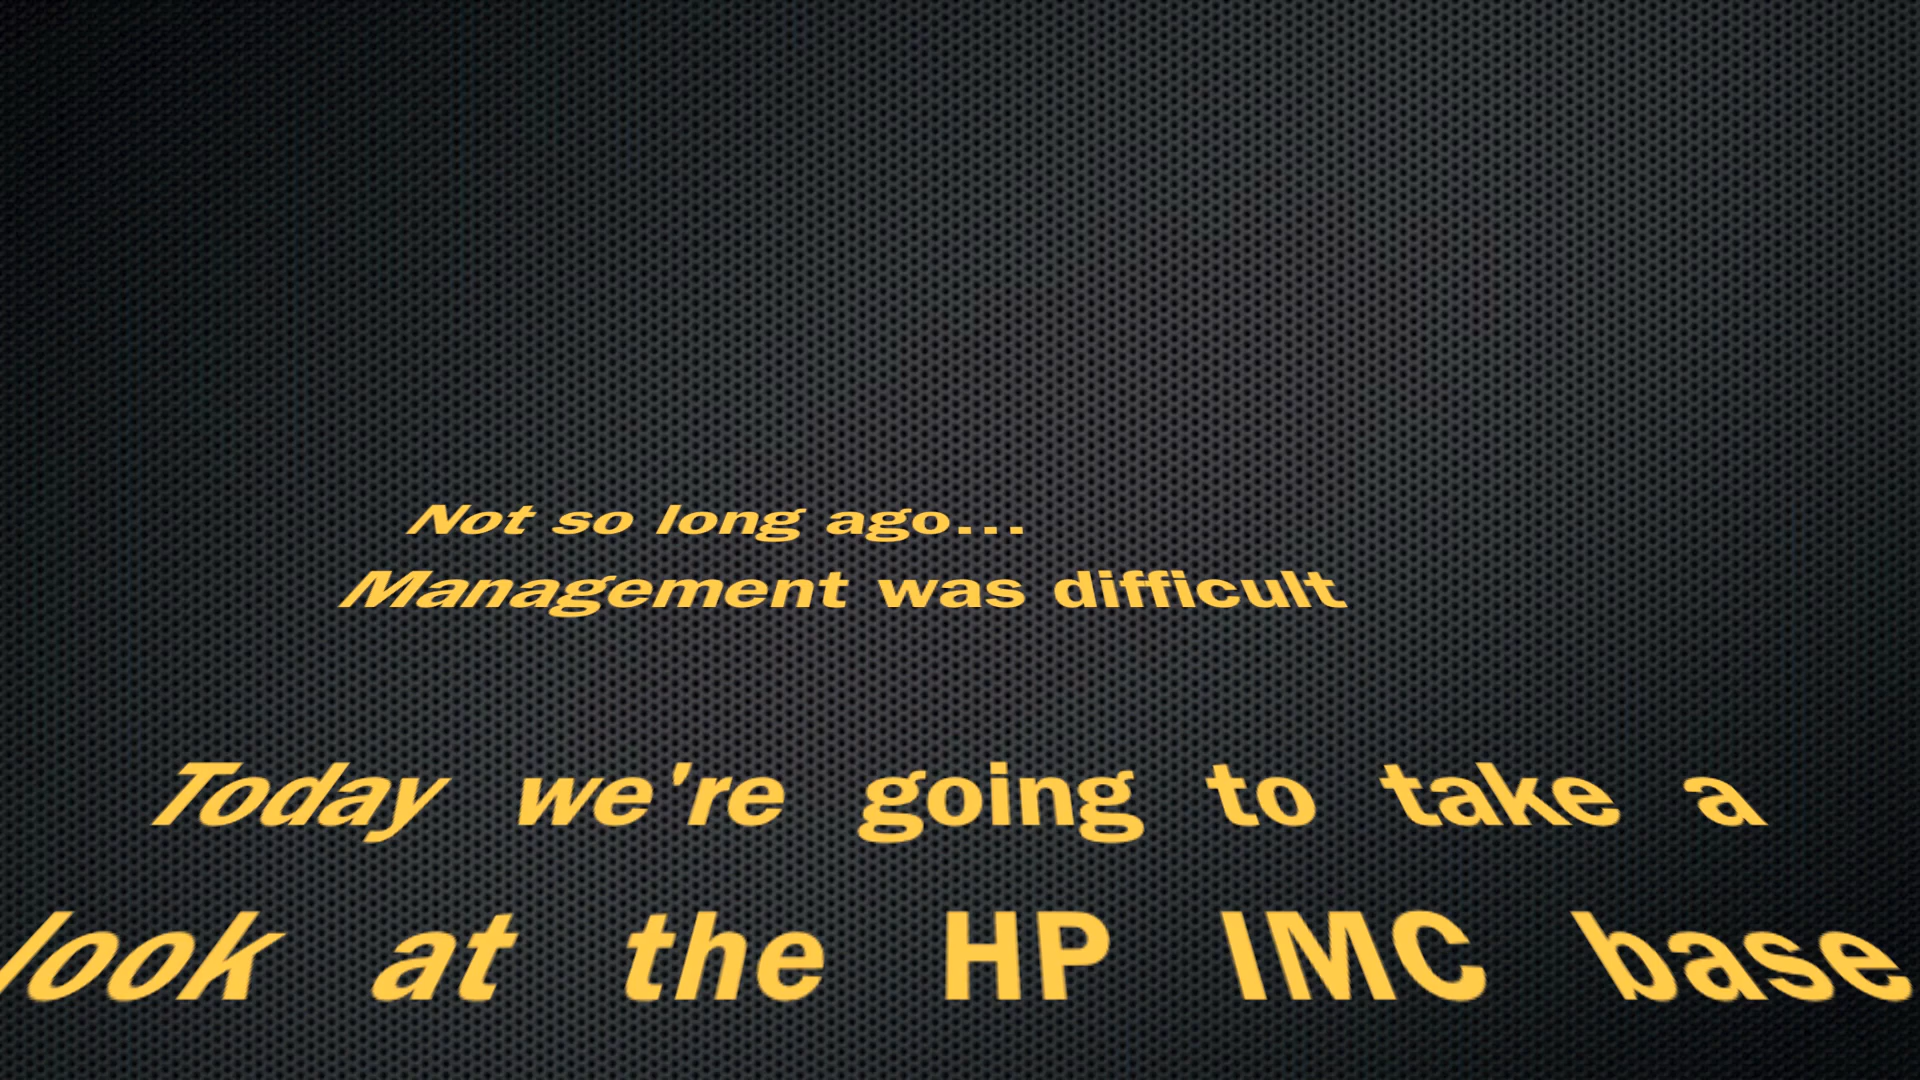 Not so long ago...
Management was difficult
Today we're going to take a
look at the HP IMC base